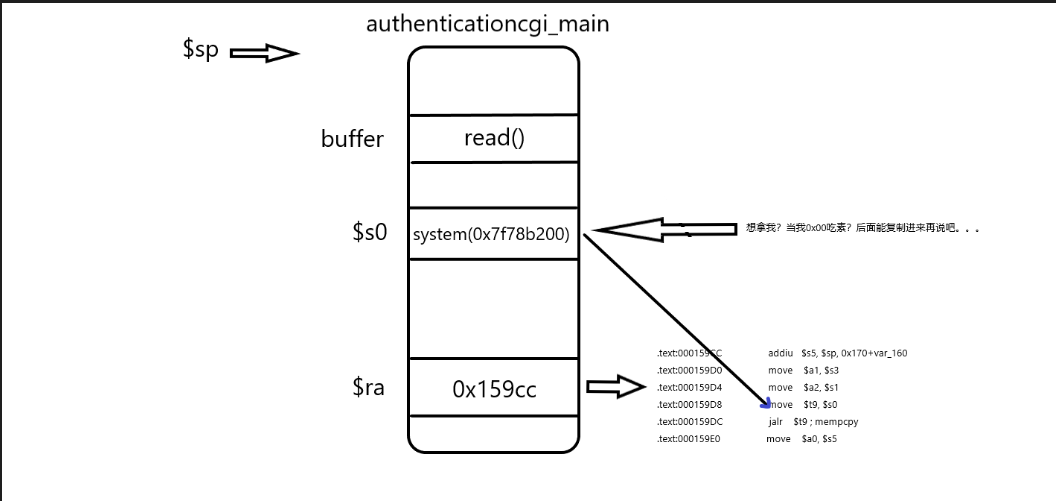 authenticationcgi_main
$sp
buffer
read()
$s0
system(0x7f78b200)
想拿我？当我0x00吃素？后面能复制进来再说吧。。。
$ra
0x159cc
.text:000159CC addiu $s5, $sp, 0x170+var_160
.text:000159D0 move $a1, $s3
.text:000159D4 move $a2, $s1
.text:000159D8 move $t9, $s0
.text:000159DC jalr $t9 ; mempcpy
.text:000159E0 move $a0, $s5